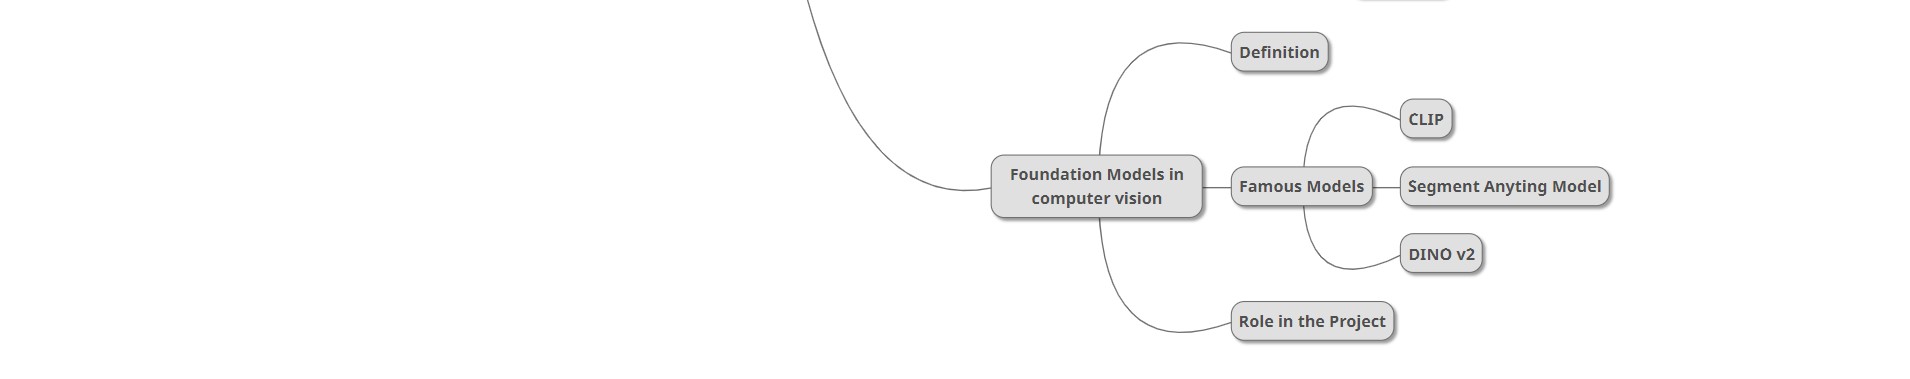 Definition
CLIP
Foundation Models in
computer vision
Famous Models
Segment Anyting Model
DINO v2
Role in the Project